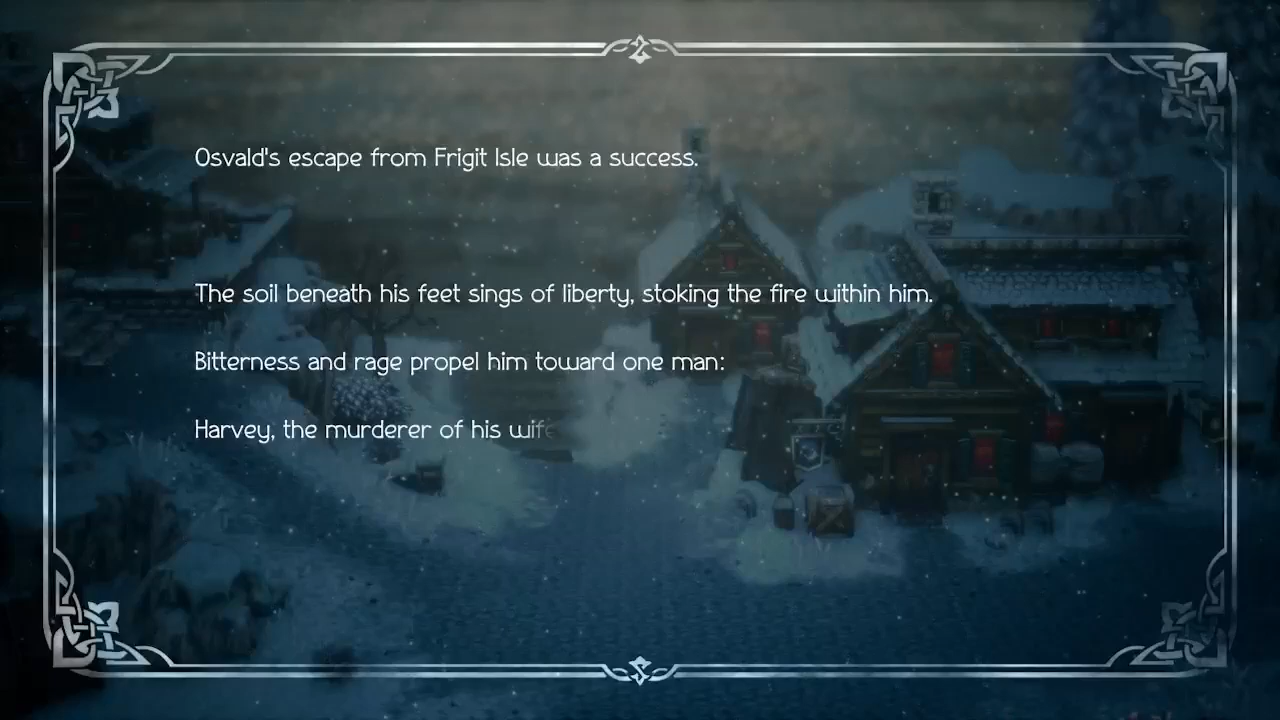 Osvald's escape from Frigit Isle was a success.
The soil beneath his feet sings of liberty, stoking the fire within him.
Bitterness and rage propel him toward one man:
Harvey, the murderer of his wife